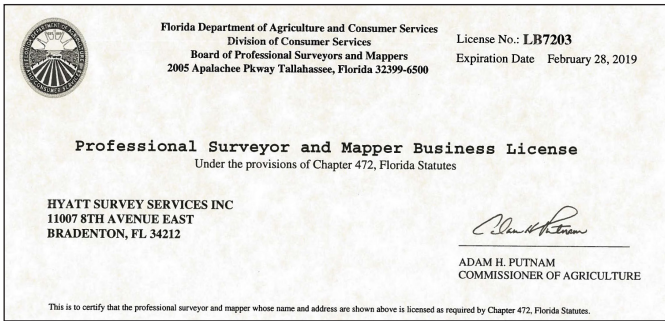 Florida Department of Agriculture and Consumer Services
Division of Consumer Services
Board of Professional Surveyors and Mappers
2005 Apalachee Pkway Tallahassee, Florida 32399-6500
License No.: LB7203
Expiration Date February 28, 2019
Professional Surveyor and Mapper Business License
Under the provisions of Chapter 472, Florida Statutes
HYATT SURVEY SERVICES INC
11007 8TH AVENUE EAST
BRADENTON, FL 34212
ADAM H. PUTNAM
COMMISSIONER OF AGRICULTURE
This is to certify that the professional surveyor and mapper whose name and address are shown above is licensed as required by Chapter 472, Florida Statutes.